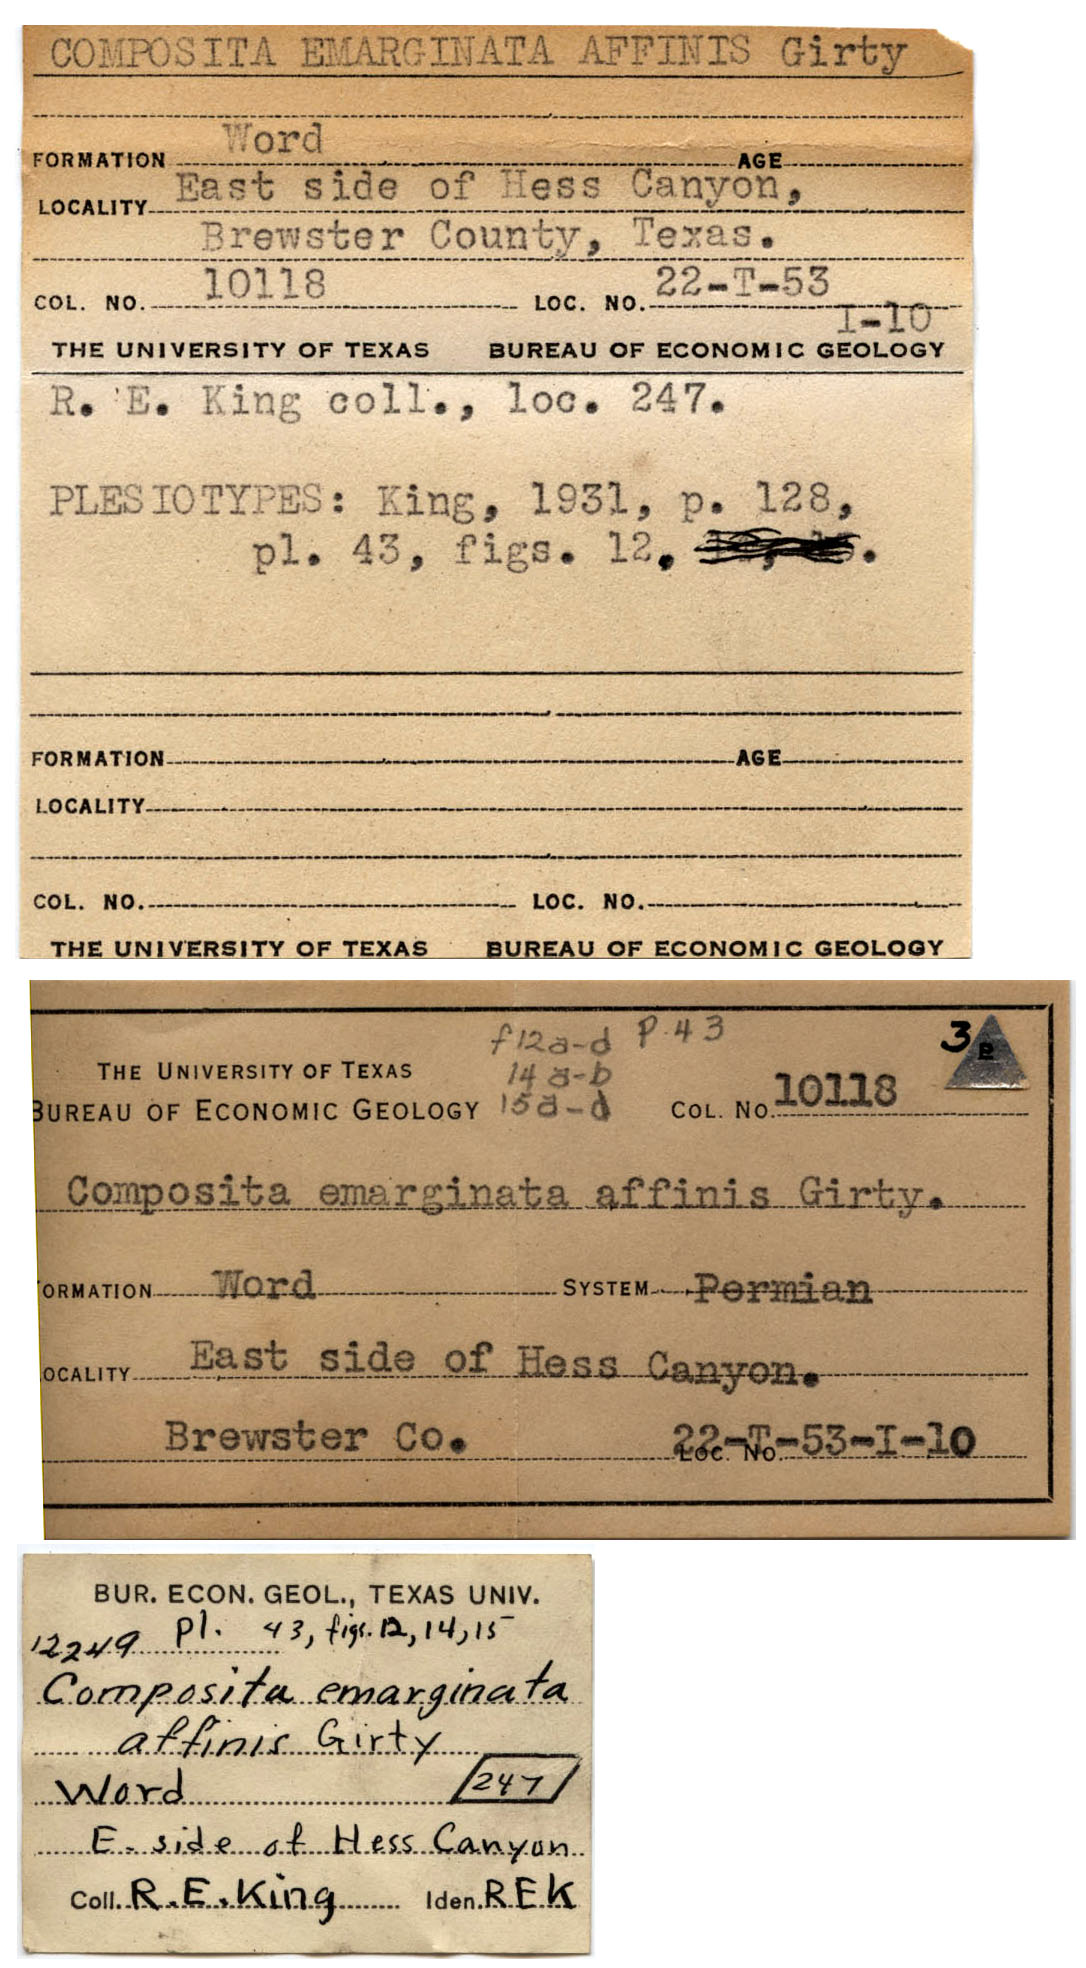 COMPOSITA EMARGINATA AFFINIS Girty
FORMATION Word AGE
LOCALITY East side of Hess Canyon,
Brewster County, Texas.
COL. NO. 10118 LOC. NO. 22-T-53
I-10
THE UNIVERSITY OF TEXAS BUREAU OF ECONOMIC GEOLOGY
R. E. King coll., loc. 247.
PLESIOTYPES: King, 1931, p. 128,
pl. 43, figs. 12, .
FORMATION AGE
LOCALITY
COL. NO. LOC. NO.
THE UNIVERSITY OF TEXAS BUREAU OF ECONOMIC GEOLOGY
f12a-d P. 43 3 P
THE UNIVERSITY OF TEXAS 14 a-b
BUREAU OF ECONOMIC GEOLOGY 15a-d COL. NO. 10118
Composita emarginata affinis Girty.
ORMATION Word SYSTEM Permian
OCALITY East side of Hess Canyon.
Brewster Co. LOC. NO. 22-T-53-I-10
BUR. ECON. GEOL., TEXAS UNIV.
12249 Pl. 43, figs. 12, 14, 15
Composita emarginata
affinis Girty
Word 247
E. side of Hess Canyon
Coll. R.E.King Iden. REK